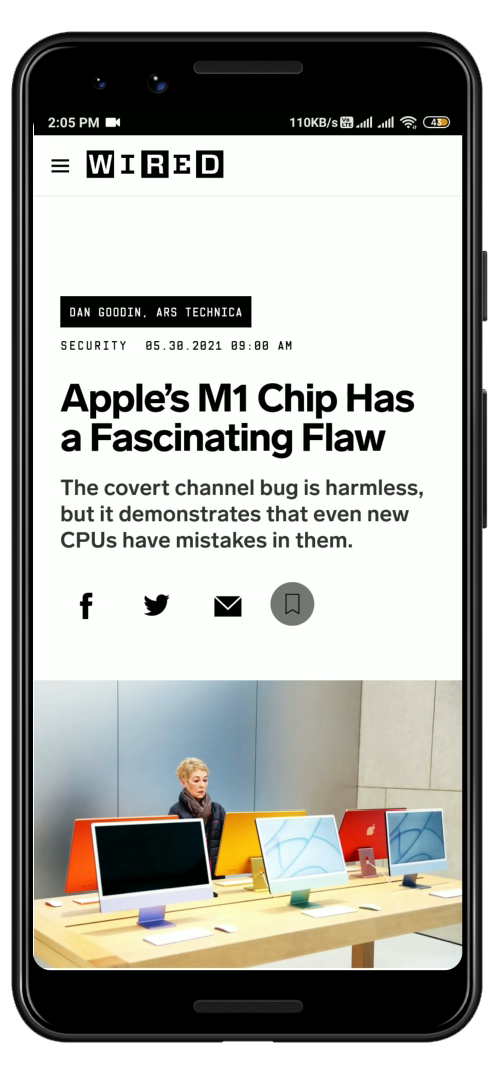 2:05 PM 110KB/s Vo LTE 43
WIRED
DAN GOODIN, ARS TECHNICA
SECURITY 05.30.2021 09:00 AM
Apple's M1 Chip Has
a Fascinating Flaw
The covert channel bug is harmless,
but it demonstrates that even new
CPUs have mistakes in them.